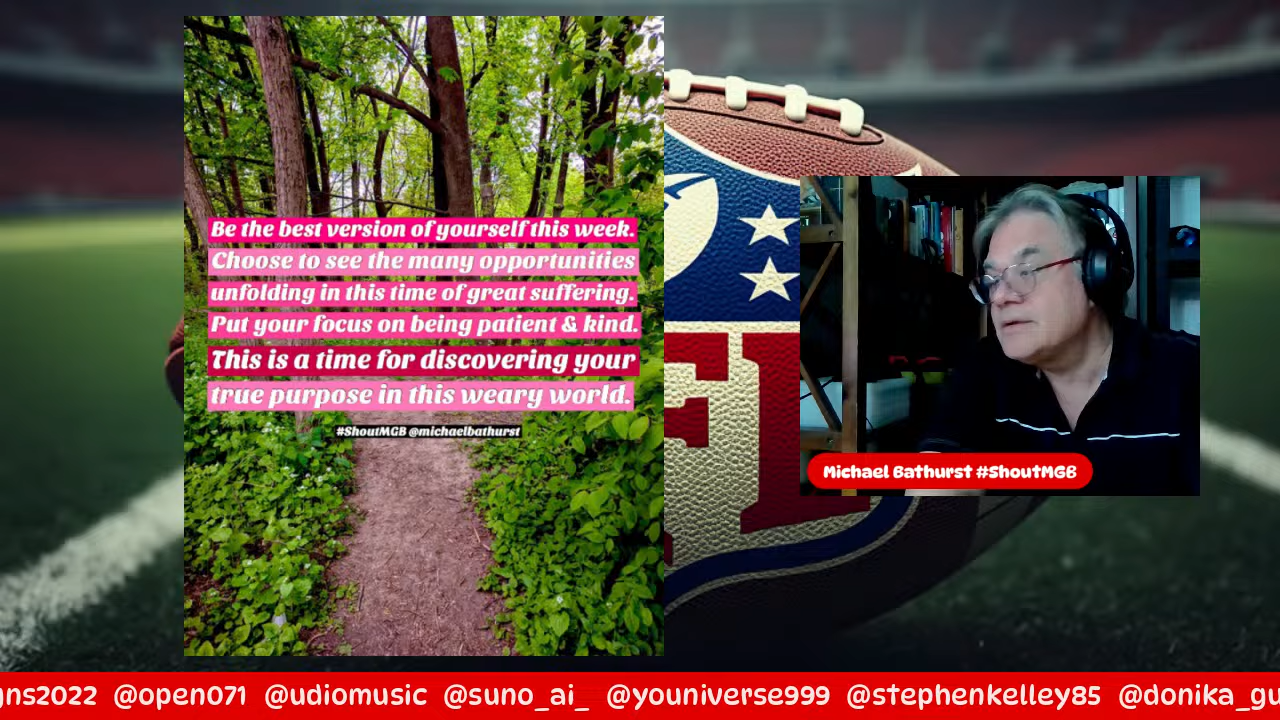 Be the best version of yourself this week.
Choose to see the many opportunities
unfolding in this time of great suffering.
Put your focus on being patient & kind.
This is a time for discovering your
true purpose in this weary world.
#ShoutMGB @michaelbathurst
Michael Bathurst #ShoutMGB
gns2022 @open071 @udiomusic @suno_ai_ @youniverse999 @stephenkelley85 @donika_gu